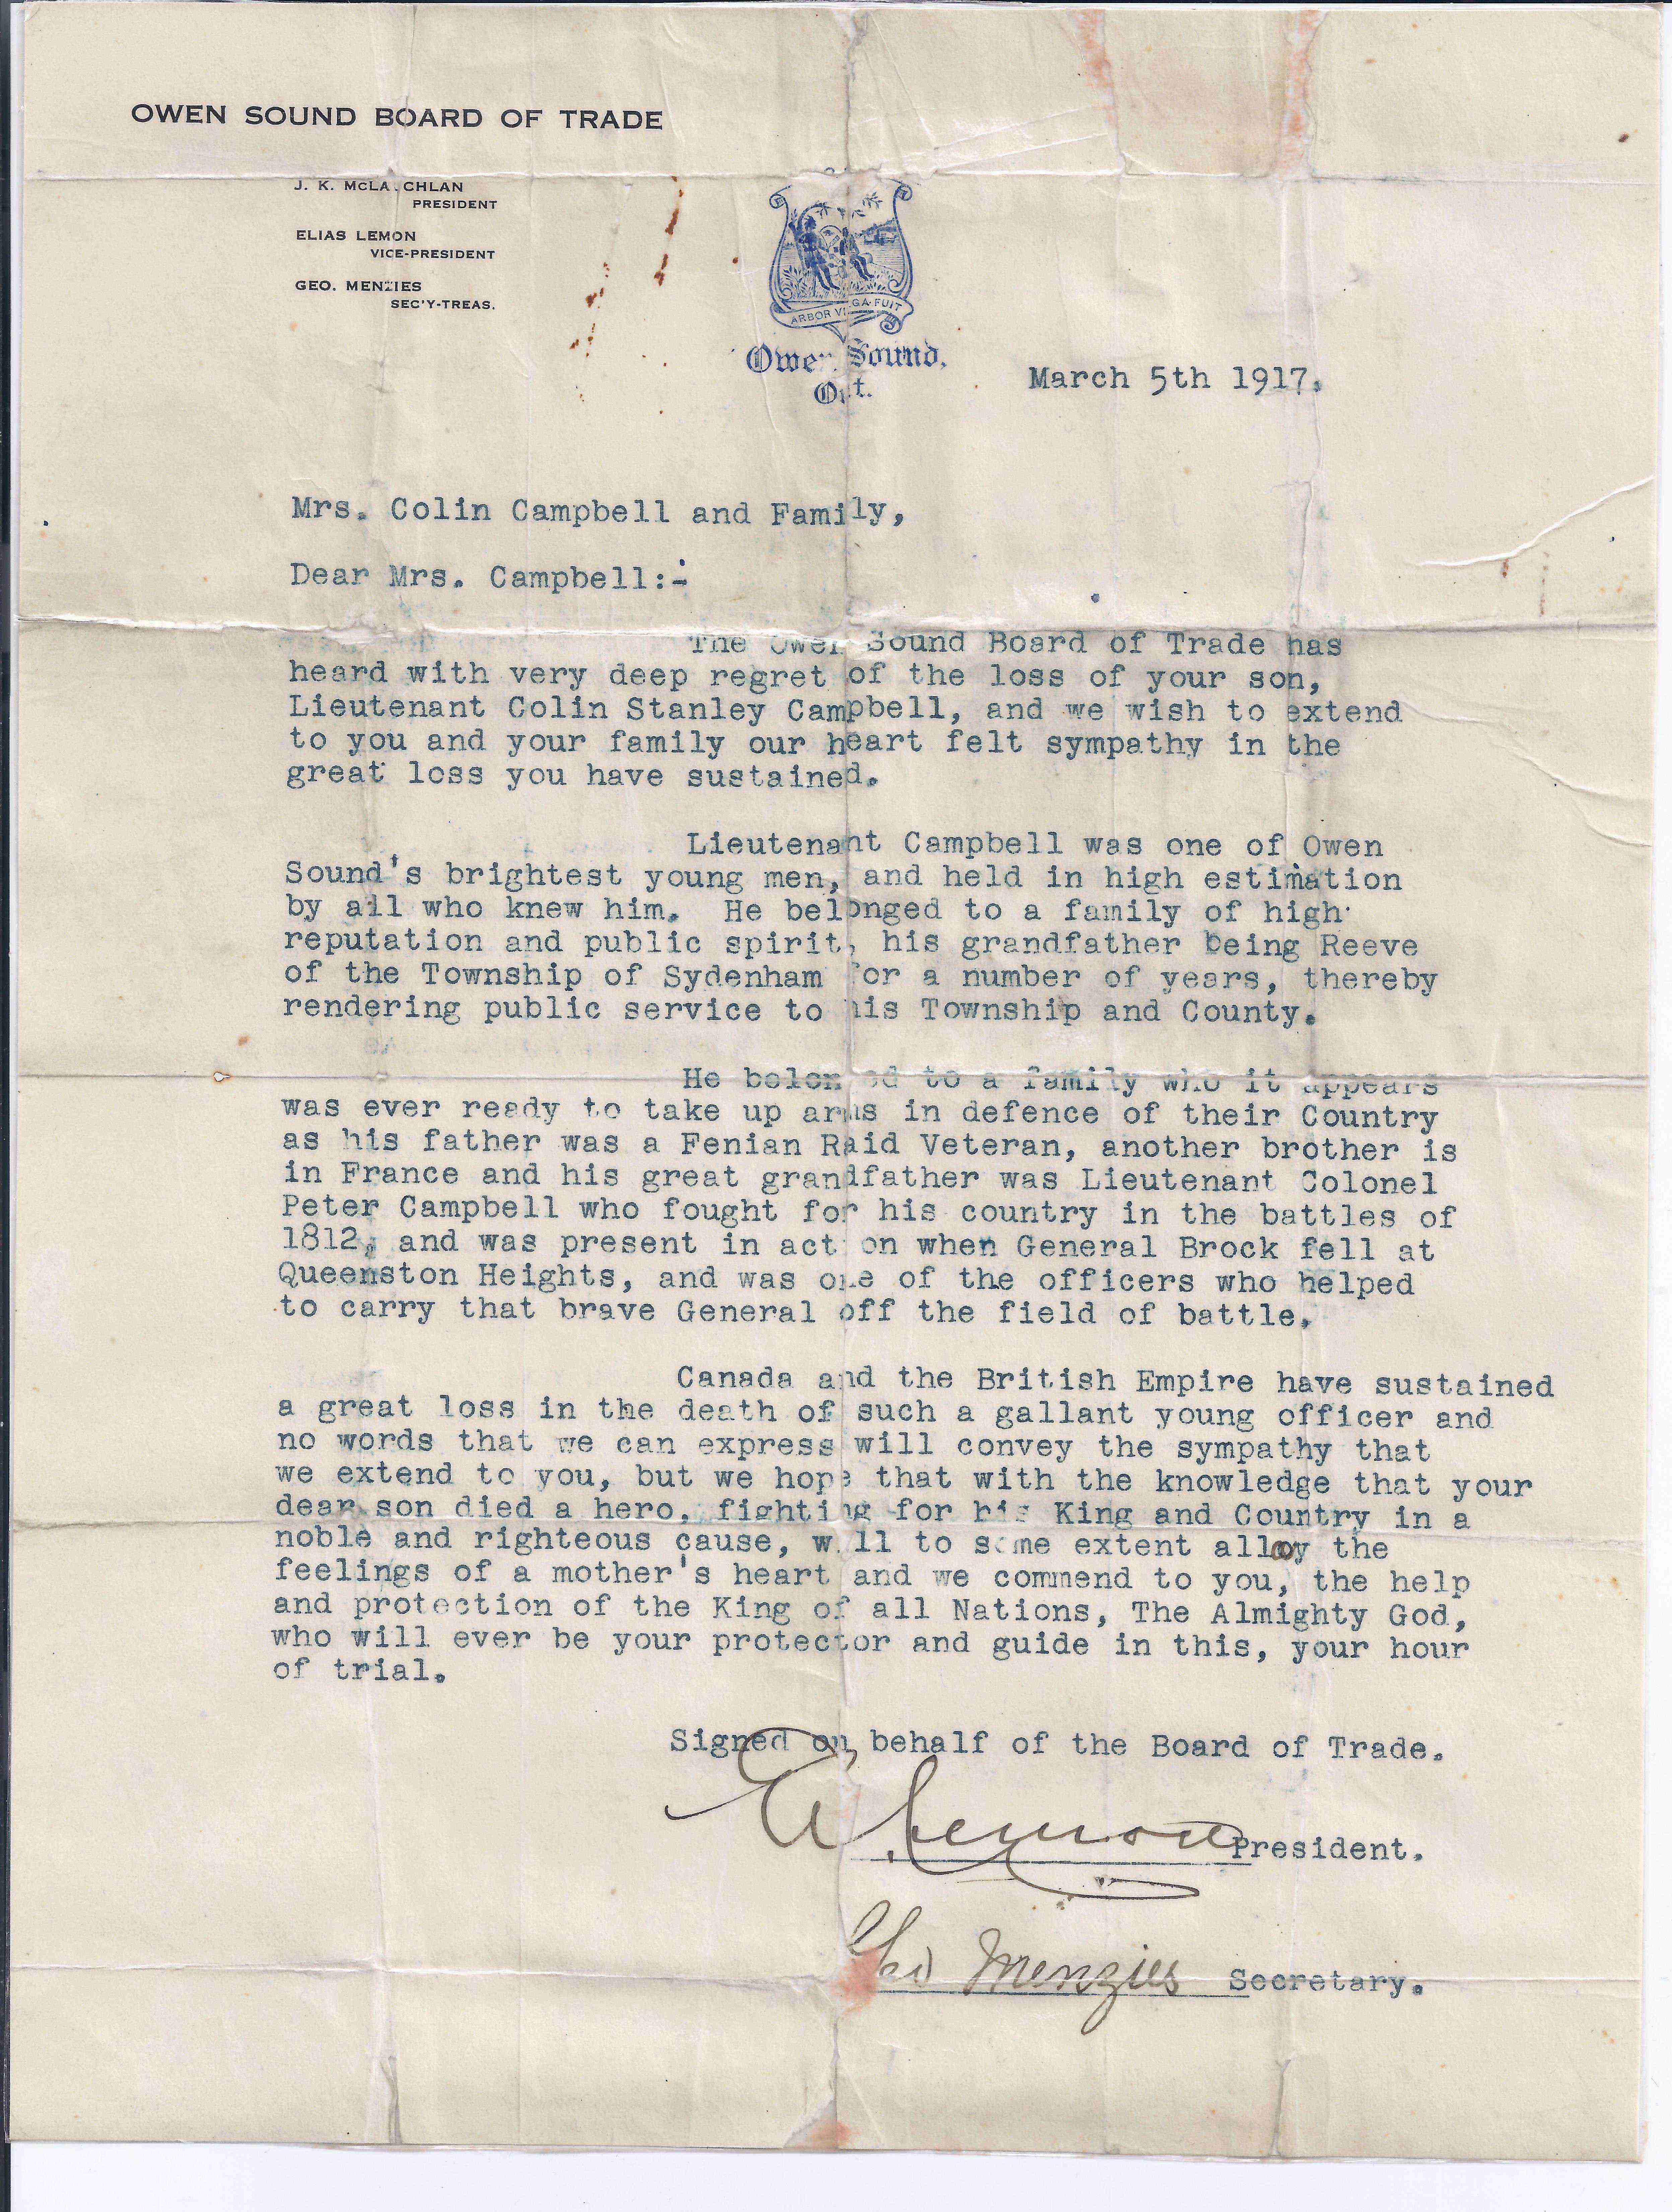 OWEN SOUND BOARD OF TRADE
J. K. McLA CHLAN
PRESIDENT
ELIAS LEMON
VICE-PRESIDENT
GEO. MENZIES
SEC'Y-TREAS.
ARBOR VI GA FUIT
Owen Sound,
Ont.
March 5th 1917.
Mrs. Colin Campbell and Family,
Dear Mrs. Campbell:-
The Owen Sound Board of Trade has
heard with very deep regret of the loss of your son,
Lieutenant Colin Stanley Campbell, and we wish to extend
to you and your family our heart felt sympathy in the
great loss you have sustained.
Lieutenant Campbell was one of Owen
Sound's brightest young men, and held in high estimation
by all who knew him. He belonged to a family of high
reputation and public spirit, his grandfather being Reeve
of the Township of Sydenham for a number of years, thereby
rendering public service to his Township and County.
He belonged to a family who it appears
was ever ready to take up arms in defence of their Country
as his father was a Fenian Raid Veteran, another brother is
in France and his great grandfather was Lieutenant Colonel
Peter Campbell who fought for his country in the battles of
1812, and was present in action when General Brock fell at
Queenston Heights, and was one of the officers who helped
to carry that brave General off the field of battle.
Canada and the British Empire have sustained
a great loss in the death of such a gallant young officer and
no words that we can express will convey the sympathy that
we extend to you, but we hope that with the knowledge that your
dear son died a hero, fighting for his King and Country in a
noble and righteous cause, will to some extent allay the
feelings of a mother's heart and we commend to you, the help
and protection of the King of all Nations, The Almighty God,
who will ever be your protector and guide in this, your hour
of trial.
Signed on behalf of the Board of Trade.
E. Lemon President.
Geo Menzies Secretary.